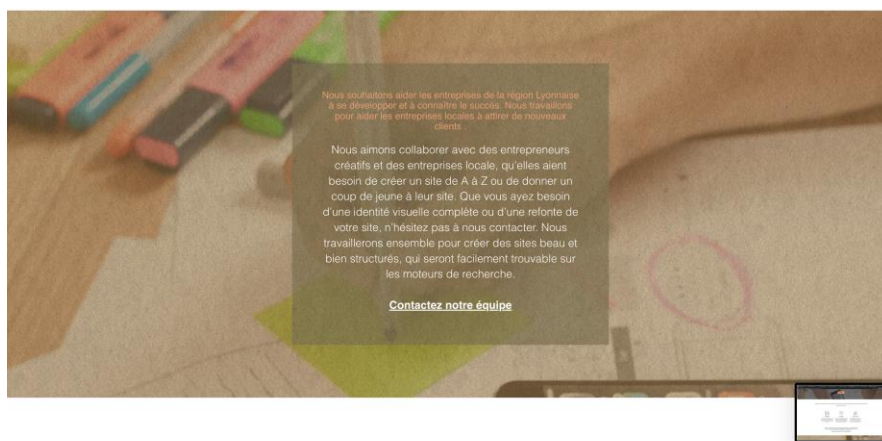 Nous souhaitons aider les entreprises de la région Lyonnaise
à se développer et à connaître le succès. Nous travaillons
pour aider les entreprises locales à attirer de nouveaux
clients .
Nous aimons collaborer avec des entrepreneurs
créatifs et des entreprises locale, qu'elles aient
besoin de créer un site de A à Z ou de donner un
coup de jeune à leur site. Que vous ayez besoin
d'une identité visuelle complète ou d'une refonte de
votre site, n'hésitez pas à nous contacter. Nous
travaillerons ensemble pour créer des sites beau et
bien structurés, qui seront facilement trouvable sur
les moteurs de recherche.
Contactez notre équipe